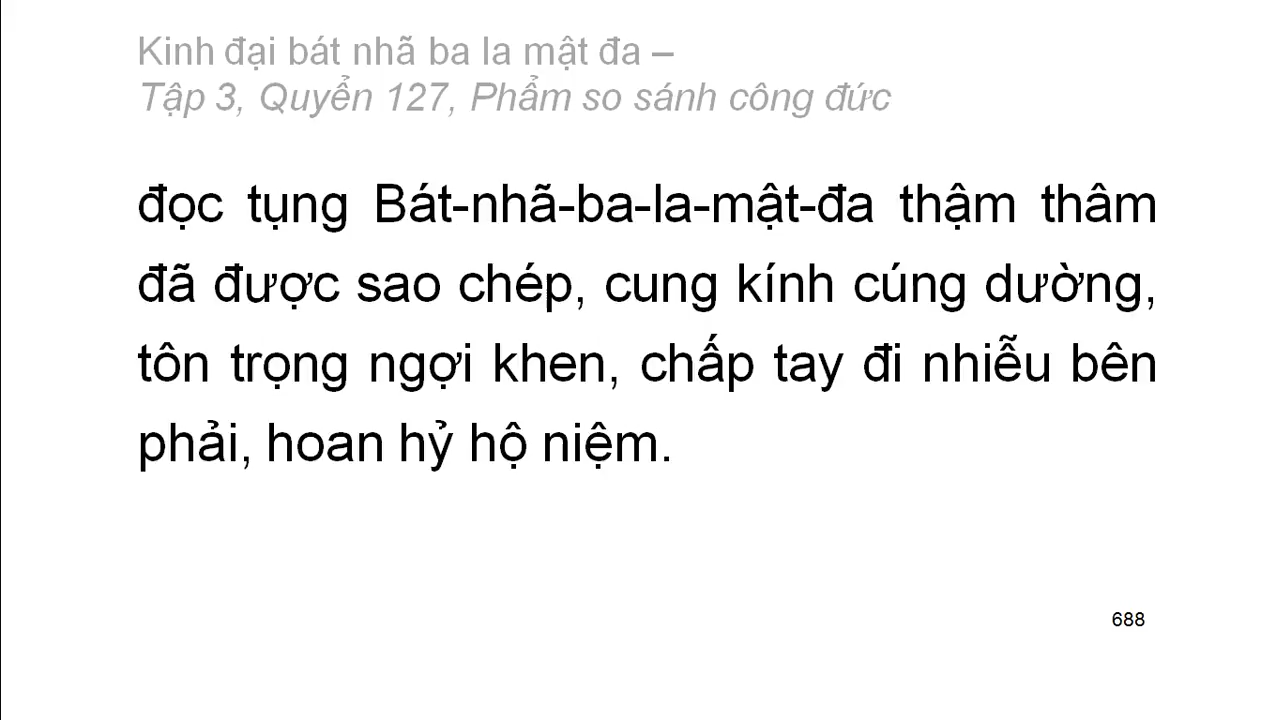 Kinh đại bát nhã ba la mật đa –
Tập 3, Quyển 127, Phẩm so sánh công đức
đọc tụng Bát-nhã-ba-la-mật-đa thậm thâm
đã được sao chép, cung kính cúng dường,
tôn trọng ngợi khen, chấp tay đi nhiễu bên
phải, hoan hỷ hộ niệm.
688